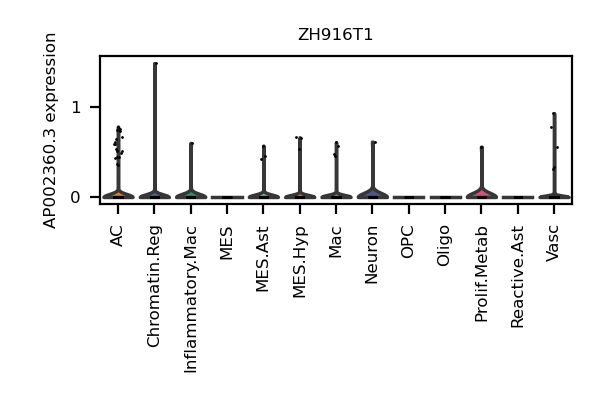 ZH916T1
AP002360.3 expression
1
0
AC
Chromatin.Reg
Inflammatory.Mac
MES
MES.Ast
MES.Hyp
Mac
Neuron
OPC
Oligo
Prolif.Metab
Reactive.Ast
Vasc